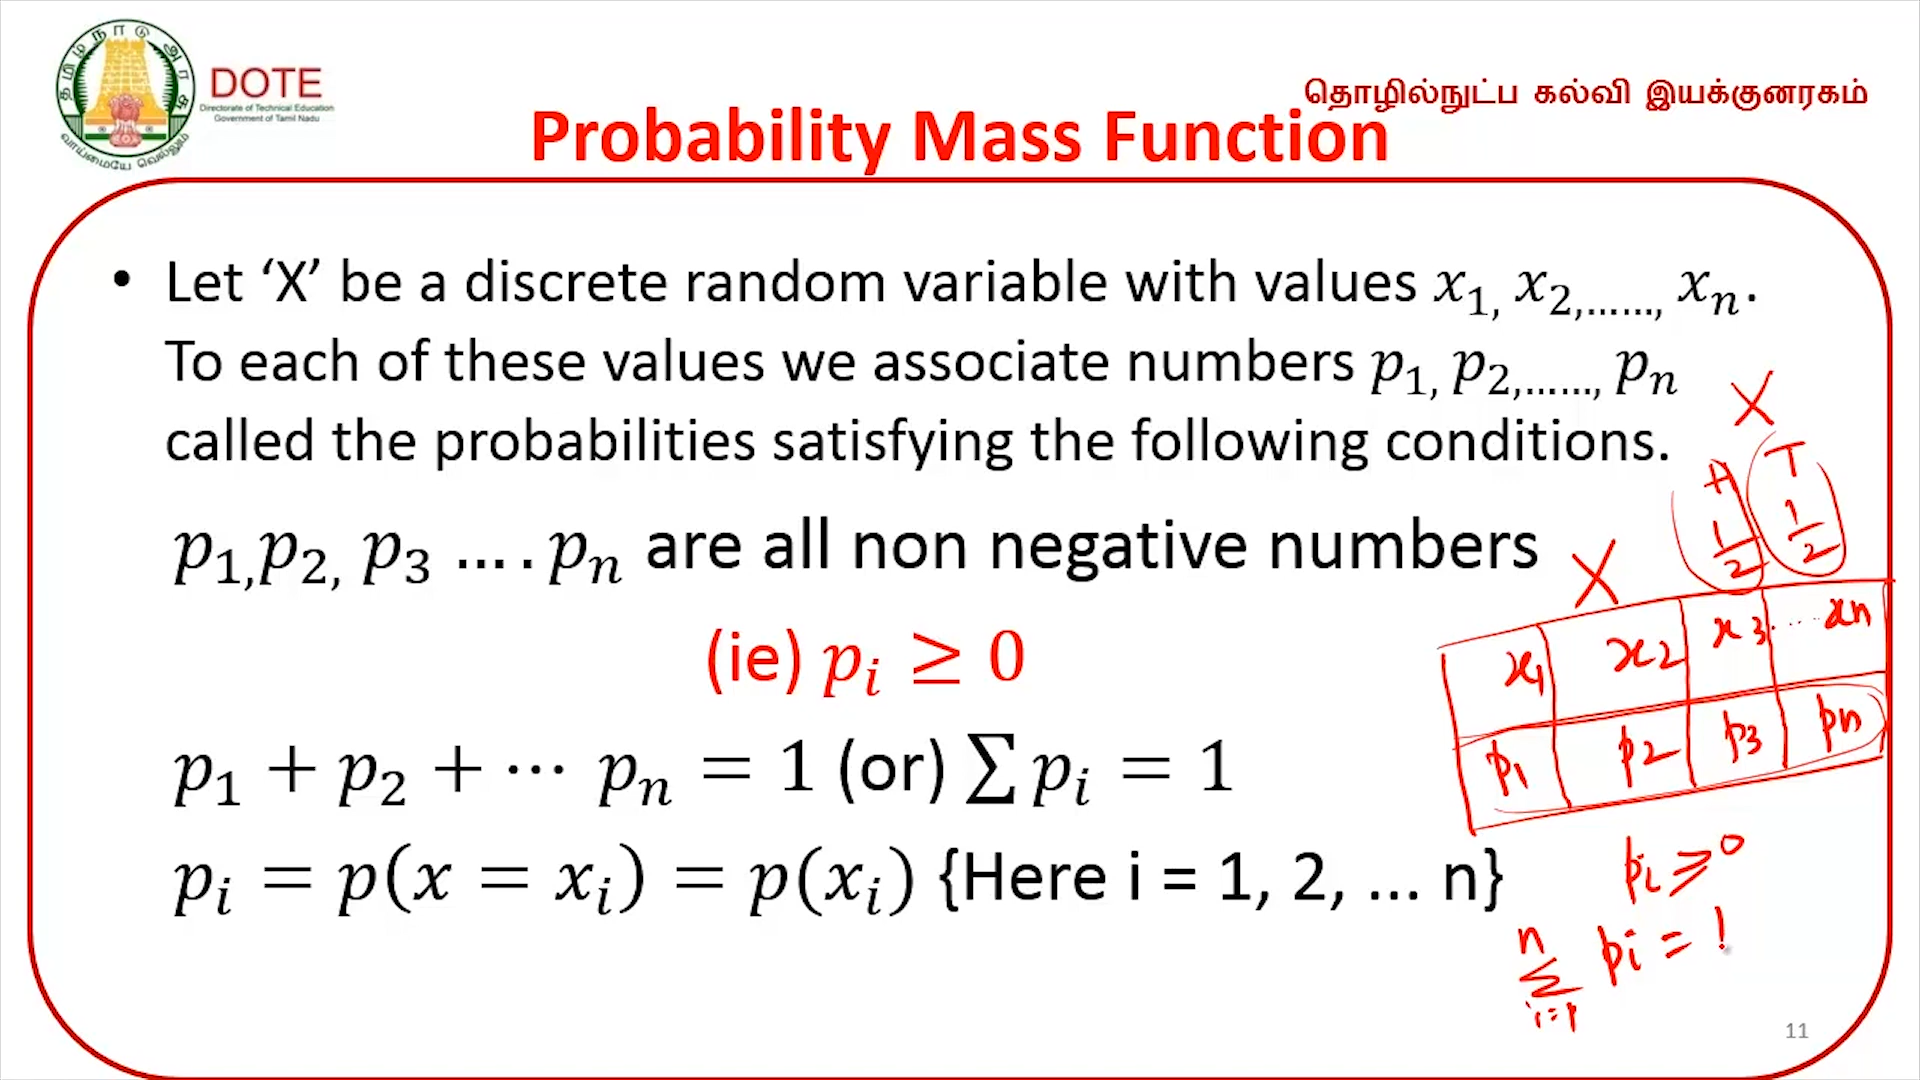 தமிழ்நாடு அரசு
வாய்மையே வெல்லும்
DOTE
Directorate of Technical Education
Government of Tamil Nadu
தொழில்நுட்ப கல்வி இயக்குனரகம்
Probability Mass Function
• Let ‘X’ be a discrete random variable with values x₁, x₂,……, xₙ.
To each of these values we associate numbers p₁, p₂,……, pₙ
called the probabilities satisfying the following conditions.
p₁,p₂, p₃ …. pₙ are all non negative numbers
(ie) pᵢ ≥ 0
p₁ + p₂ + ⋯ pₙ = 1 (or) ∑ pᵢ = 1
pᵢ = p(x = xᵢ) = p(xᵢ) {Here i = 1, 2, ... n}
X
H T
1/2 1/2
X
x₁ x₂ x₃ ... xₙ
p₁ p₂ p₃ pₙ
pᵢ ≥ 0
n
∑ pᵢ = 1
i=1
11